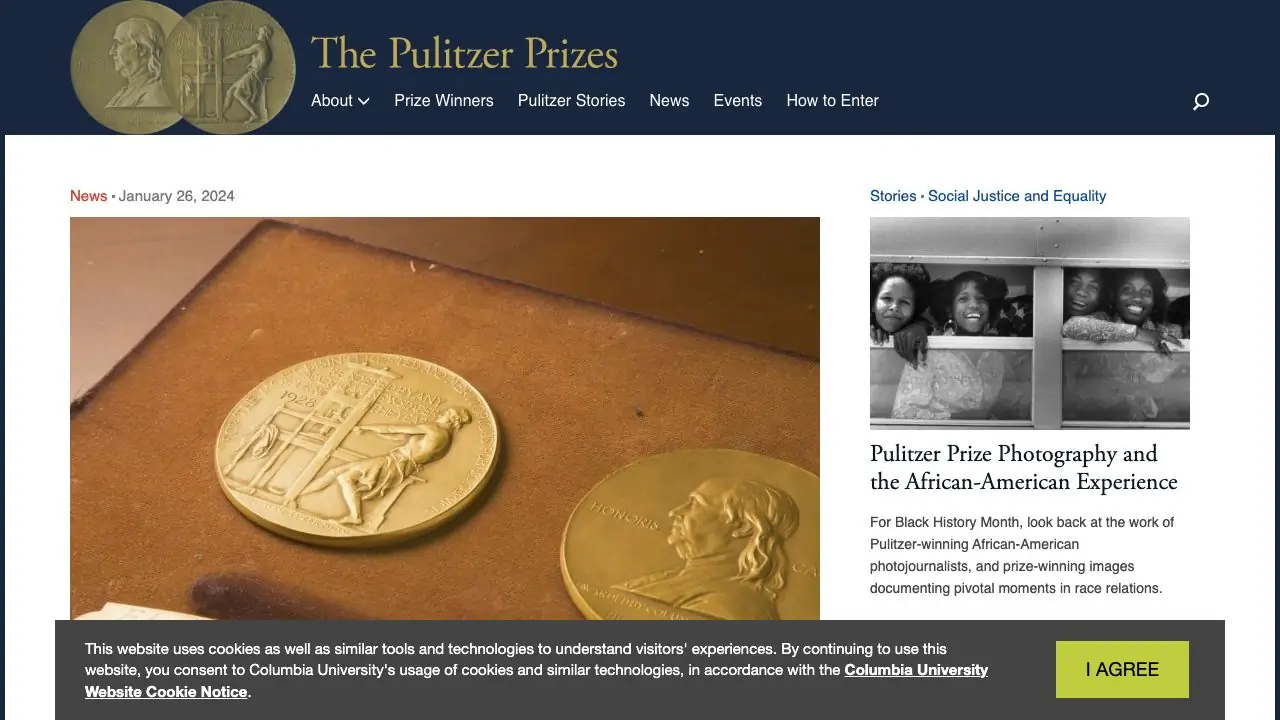 The Pulitzer Prizes
About
Prize Winners
Pulitzer Stories
News
Events
How to Enter
News ▪ January 26, 2024
1928
HONORIS
Stories ▪ Social Justice and Equality
Pulitzer Prize Photography and
the African-American Experience
For Black History Month, look back at the work of
Pulitzer-winning African-American
photojournalists, and prize-winning images
documenting pivotal moments in race relations.
This website uses cookies as well as similar tools and technologies to understand visitors' experiences. By continuing to use this
website, you consent to Columbia University's usage of cookies and similar technologies, in accordance with the Columbia University
Website Cookie Notice.
I AGREE